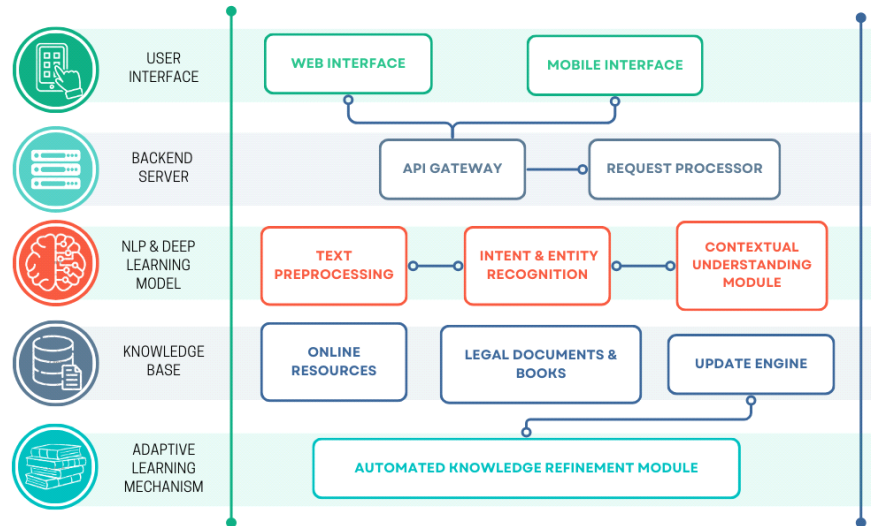 USER
INTERFACE
WEB INTERFACE
MOBILE INTERFACE
BACKEND
SERVER
API GATEWAY
REQUEST PROCESSOR
NLP & DEEP
LEARNING
MODEL
TEXT
PREPROCESSING
INTENT & ENTITY
RECOGNITION
CONTEXTUAL
UNDERSTANDING
MODULE
KNOWLEDGE
BASE
ONLINE
RESOURCES
LEGAL DOCUMENTS &
BOOKS
UPDATE ENGINE
ADAPTIVE
LEARNING
MECHANISM
AUTOMATED KNOWLEDGE REFINEMENT MODULE